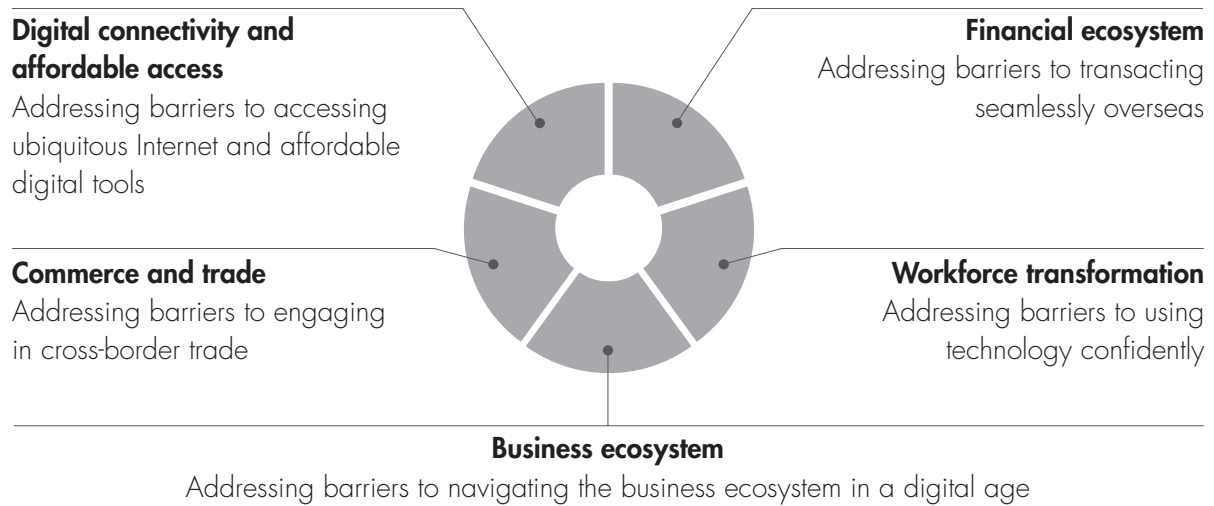 Digital connectivity and
affordable access
Addressing barriers to accessing
ubiquitous Internet and affordable
digital tools
Financial ecosystem
Addressing barriers to transacting
seamlessly overseas
Commerce and trade
Addressing barriers to engaging
in cross-border trade
Workforce transformation
Addressing barriers to using
technology confidently
Business ecosystem
Addressing barriers to navigating the business ecosystem in a digital age